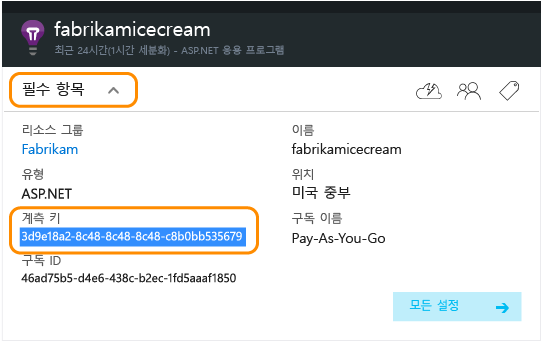 fabrikamicecream
최근 24시간(1시간 세분화) - ASP.NET 응용 프로그램
필수 항목
리소스 그룹
Fabrikam
이름
fabrikamicecream
유형
ASP.NET
위치
미국 중부
계측 키
3d9e18a2-8c48-8c48-8c48-c8b0bb535679
구독 이름
Pay-As-You-Go
구독 ID
46ad75b5-d4e6-438c-b2ec-1fd5aaaf1850
모든 설정